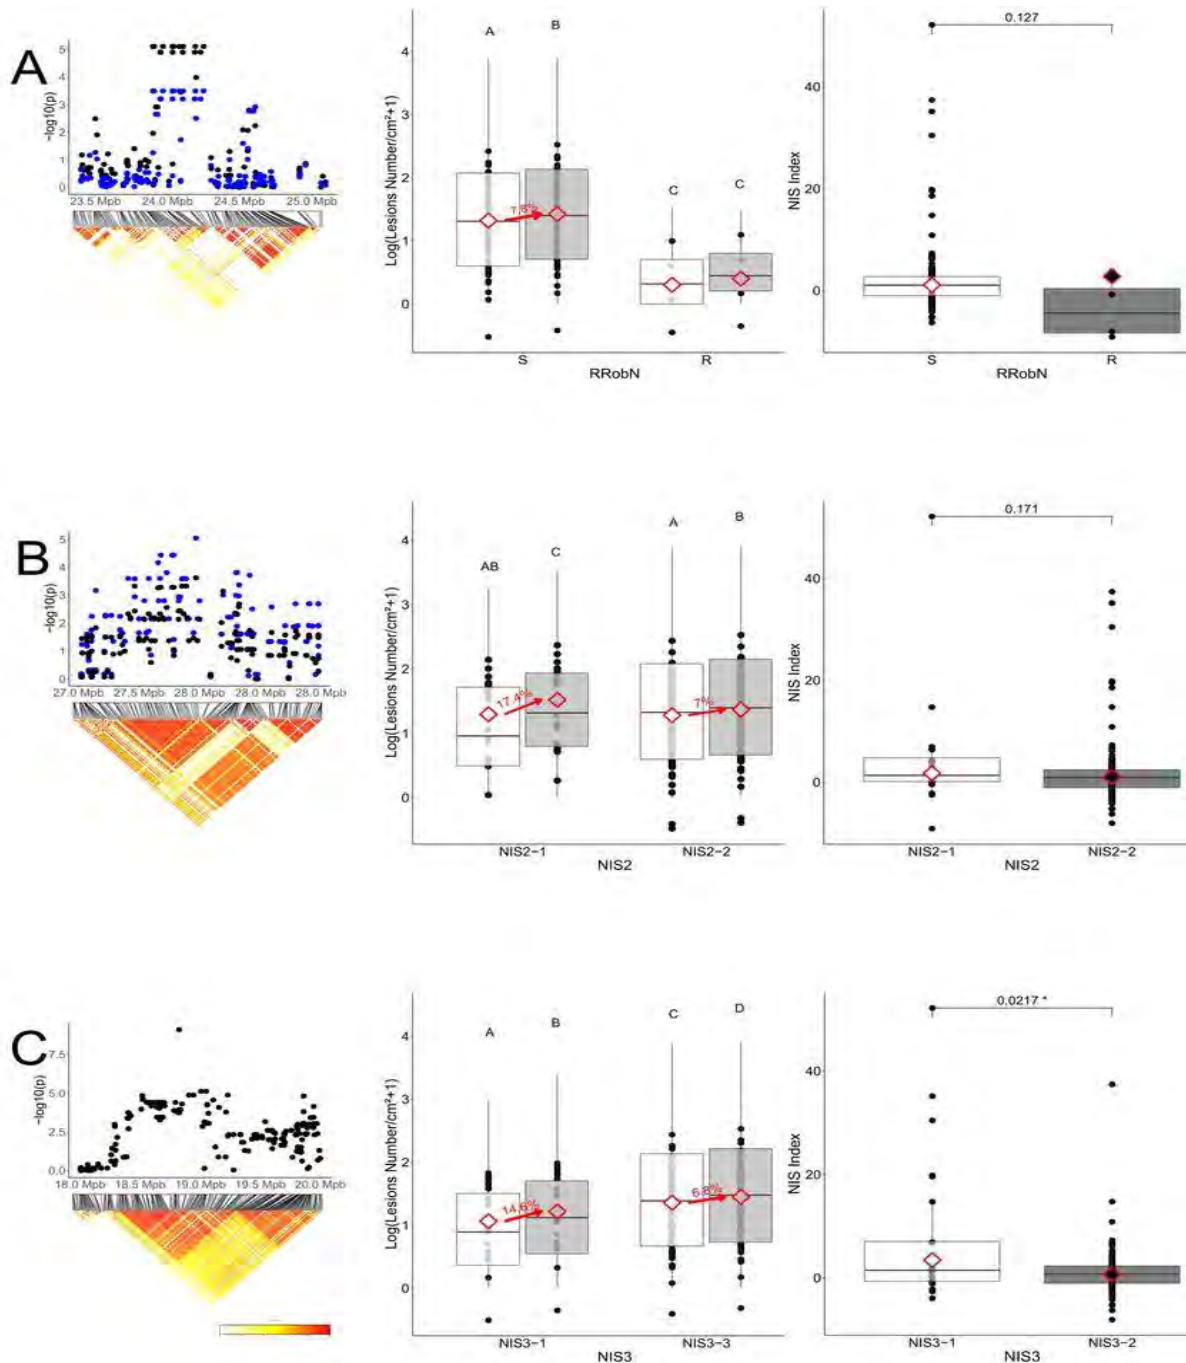 A
−log10(p)
5
4
3
2
1
0
23.5 Mpb 24.0 Mpb 24.5 Mpb 25.0 Mpb
Log(Lesions Number/cm²+1)
4
3
2
1
0
A B C C
7.8%
S R
RRobN
NIS Index
40
20
0
0.127
S R
RRobN
B
−log10(p)
5
4
3
2
1
0
27.0 Mpb 27.5 Mpb 28.0 Mpb 28.0 Mpb 28.0 Mpb
Log(Lesions Number/cm²+1)
4
3
2
1
0
AB C A B
17.4% 7%
NIS2−1 NIS2−2
NIS2
NIS Index
40
20
0
0.171
NIS2−1 NIS2−2
NIS2
C
−log10(p)
7.5
5.0
2.5
0.0
18.0 Mpb 18.5 Mpb 19.0 Mpb 19.5 Mpb 20.0 Mpb
Log(Lesions Number/cm²+1)
4
3
2
1
0
A B C D
14.6% 6.8%
NIS3−1 NIS3−3
NIS3
NIS Index
40
20
0
0.0217 *
NIS3−1 NIS3−2
NIS3